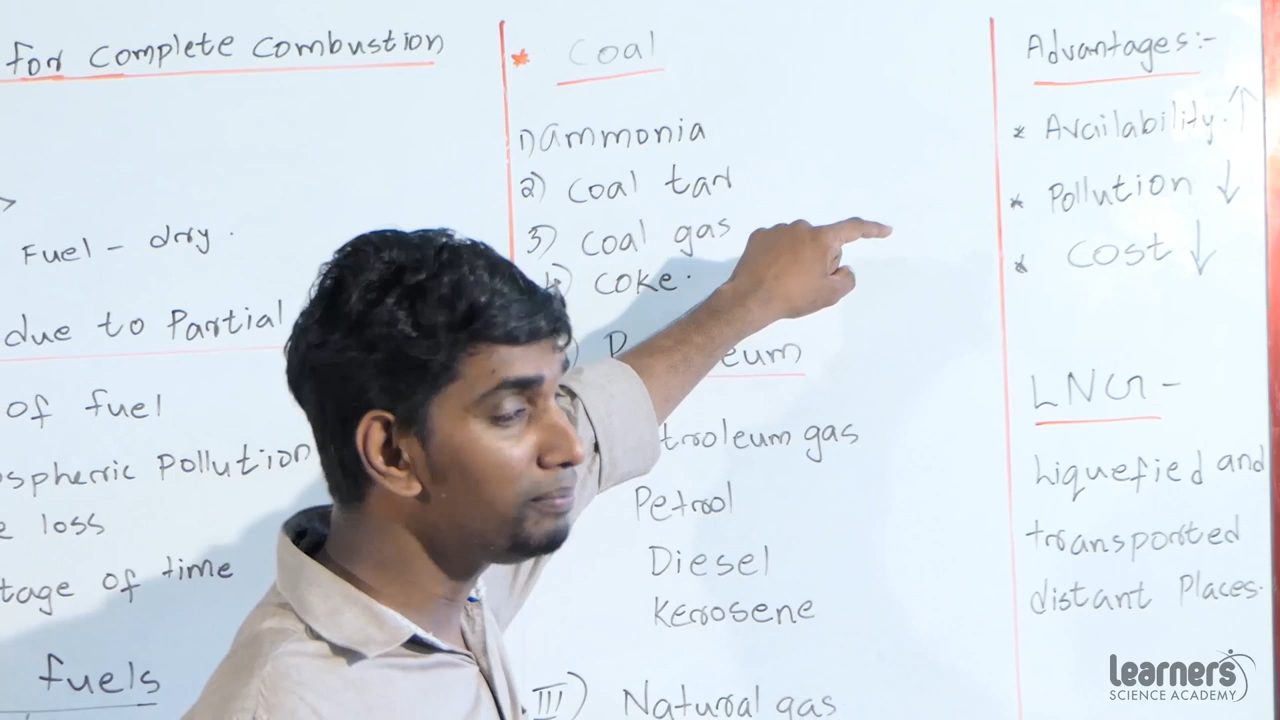 for complete combustion
Fuel - dry.
due to Partial
of fuel
ospheric Pollution
loss
tage of time
fuels
* Coal
1) ammonia
2) coal tar
3) coal gas
4) coke.
eum
troleum gas
Petrol
Diesel
Kerosene
III) Natural gas
Advantages:-
* Availability. ↑
* Pollution ↓
* Cost ↓
LNG -
Liquefied and
transported
distant Places.
Learners
SCIENCE ACADEMY